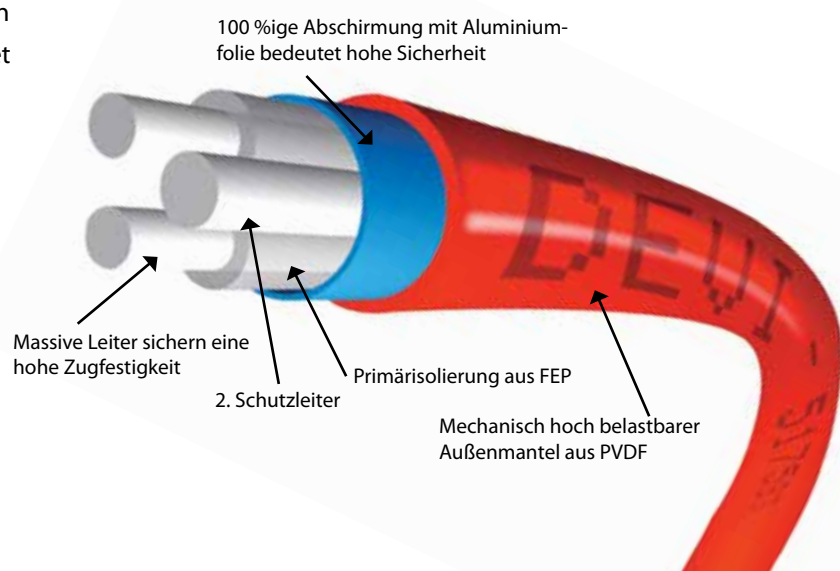 100 %ige Abschirmung mit Aluminium-
folie bedeutet hohe Sicherheit
Massive Leiter sichern eine
hohe Zugfestigkeit
2. Schutzleiter
Primärisolierung aus FEP
Mechanisch hoch belastbarer
Außenmantel aus PVDF
DEVI -